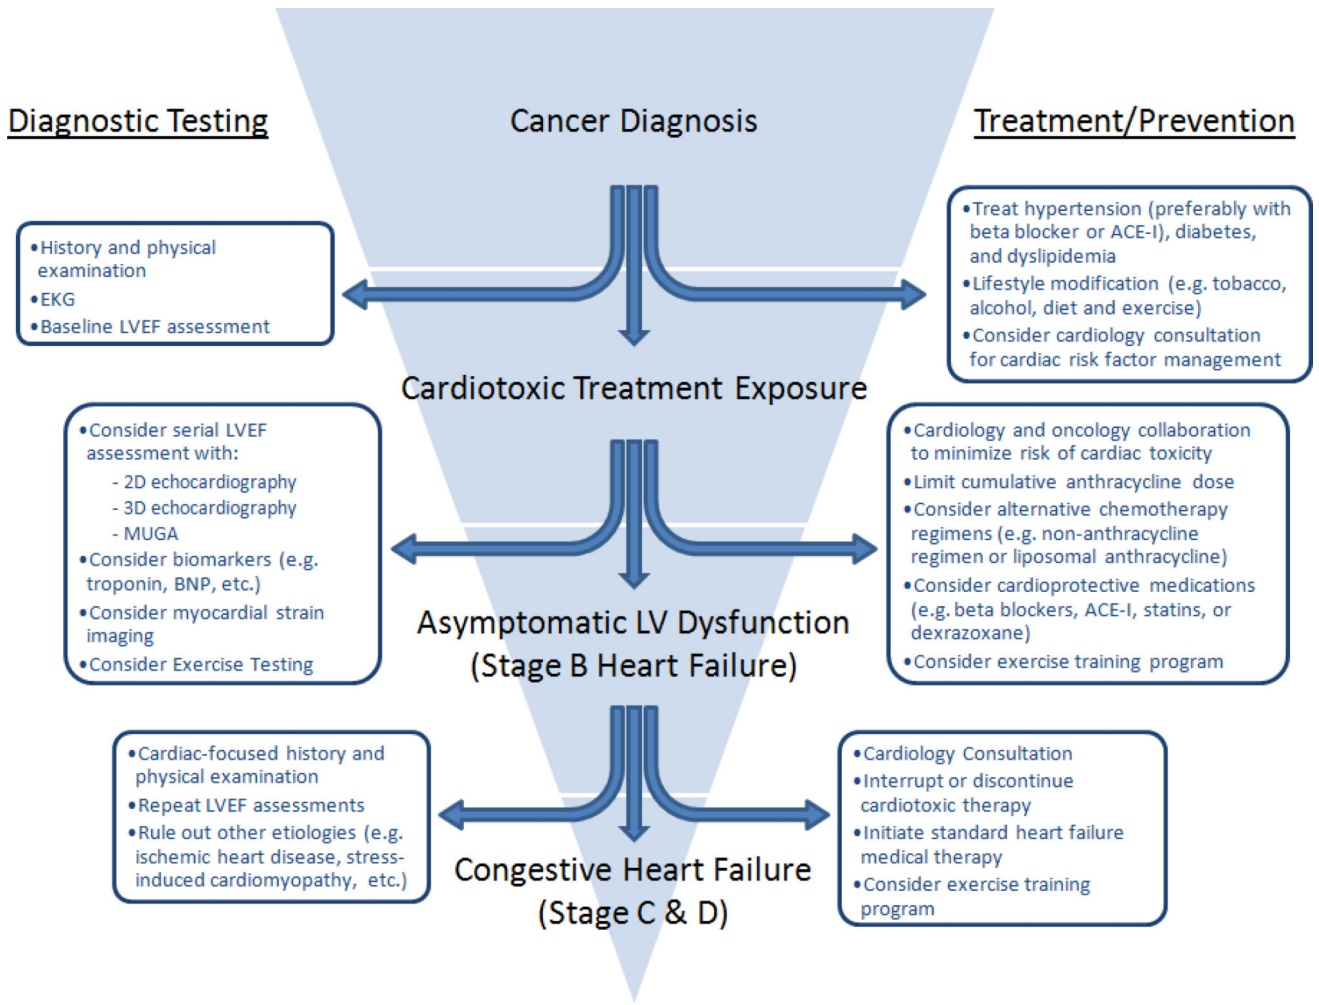 Diagnostic Testing
Cancer Diagnosis
Treatment/Prevention
•History and physical
examination
•EKG
•Baseline LVEF assessment
•Treat hypertension (preferably with
beta blocker or ACE-I), diabetes,
and dyslipidemia
•Lifestyle modification (e.g. tobacco,
alcohol, diet and exercise)
•Consider cardiology consultation
for cardiac risk factor management
Cardiotoxic Treatment Exposure
•Consider serial LVEF
assessment with:
- 2D echocardiography
- 3D echocardiography
- MUGA
•Consider biomarkers (e.g.
troponin, BNP, etc.)
•Consider myocardial strain
imaging
•Consider Exercise Testing
•Cardiology and oncology collaboration
to minimize risk of cardiac toxicity
•Limit cumulative anthracycline dose
•Consider alternative chemotherapy
regimens (e.g. non-anthracycline
regimen or liposomal anthracycline)
•Consider cardioprotective medications
(e.g. beta blockers, ACE-I, statins, or
dexrazoxane)
•Consider exercise training program
Asymptomatic LV Dysfunction
(Stage B Heart Failure)
•Cardiac-focused history and
physical examination
•Repeat LVEF assessments
•Rule out other etiologies (e.g.
ischemic heart disease, stress-
induced cardiomyopathy, etc.)
•Cardiology Consultation
•Interrupt or discontinue
cardiotoxic therapy
•Initiate standard heart failure
medical therapy
•Consider exercise training
program
Congestive Heart Failure
(Stage C & D)